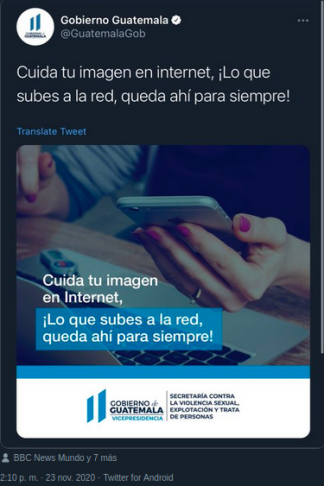 Gobierno Guatemala
@GuatemalaGob
Cuida tu imagen en internet, ¡Lo que
subes a la red, queda ahí para siempre!
Translate Tweet
Cuida tu imagen
en Internet,
¡Lo que subes a la red,
queda ahí para siempre!
GOBIERNO de
GUATEMALA
VICEPRESIDENCIA
SECRETARÍA CONTRA
LA VIOLENCIA SEXUAL,
EXPLOTACIÓN Y TRATA
DE PERSONAS
BBC News Mundo y 7 más
2:10 p. m. · 23 nov. 2020 · Twitter for Android